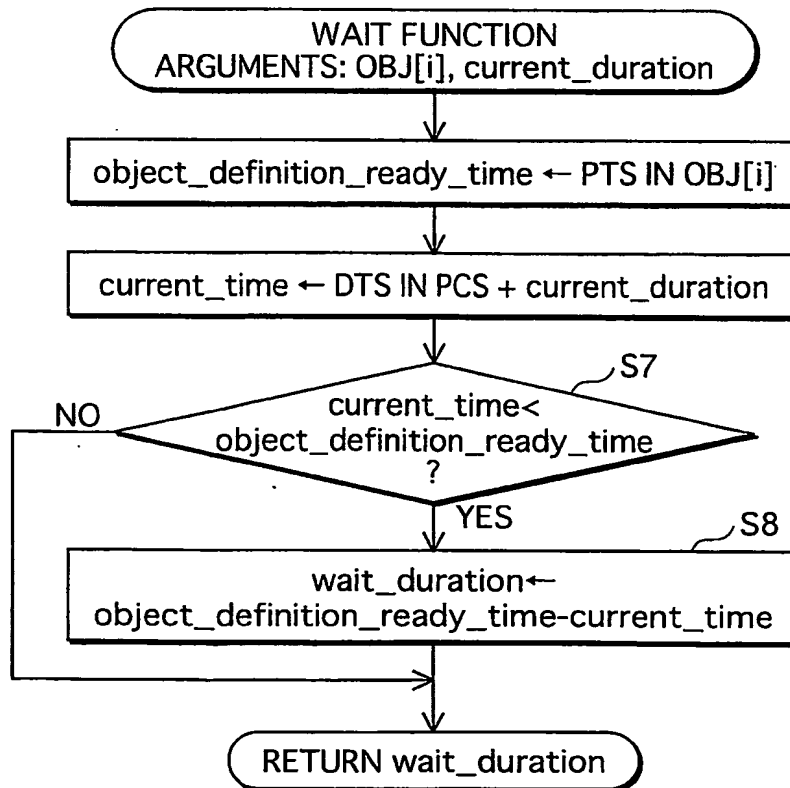 WAIT FUNCTION
ARGUMENTS: OBJ[i], current_duration
object_definition_ready_time ← PTS IN OBJ[i]
current_time ← DTS IN PCS + current_duration
S7
NO
current_time<
object_definition_ready_time
?
YES
S8
wait_duration←
object_definition_ready_time-current_time
RETURN wait_duration